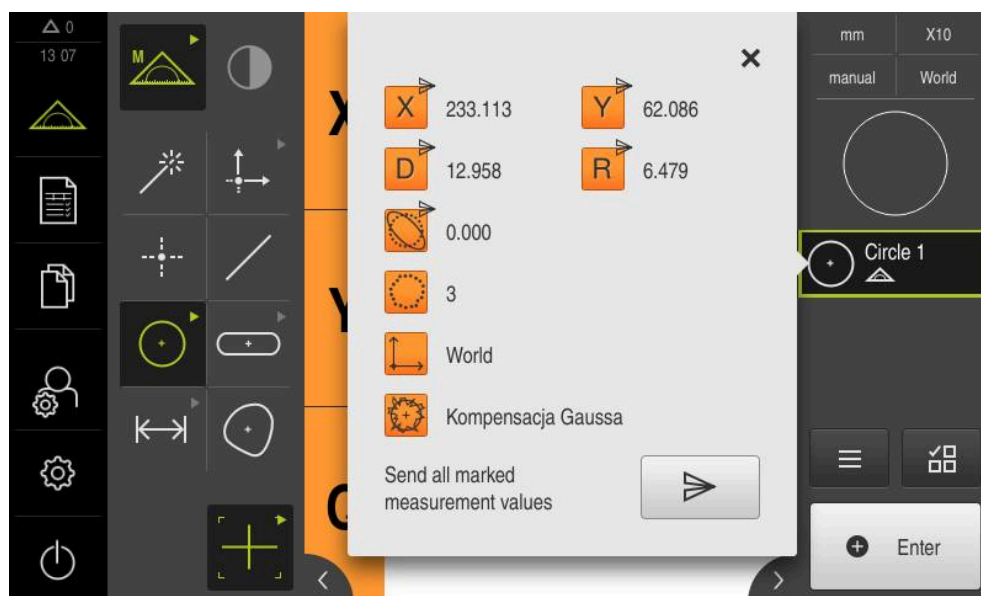 0
13 07
M
X
Y
mm X10
manual World
X 233.113 Y 62.086
D 12.958 R 6.479
0.000
3
World
Kompensacja Gaussa
Send all marked
measurement values
Circle 1
Enter